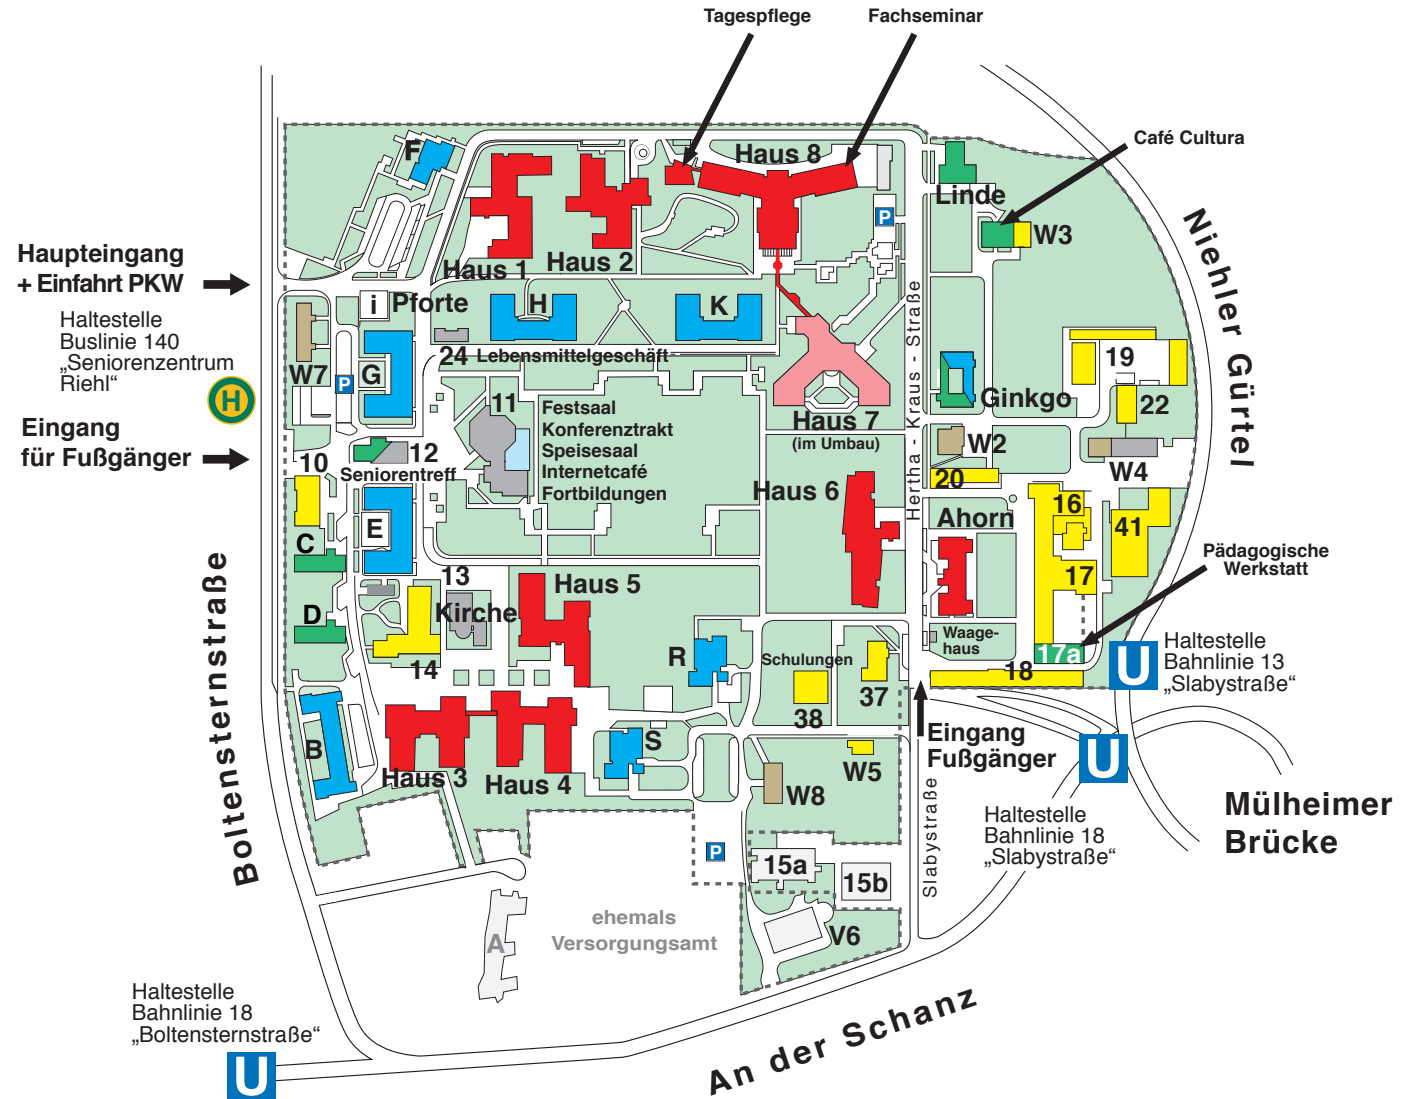 Tagespflege
Fachseminar
Café Cultura
F
Haus 8
Linde
P
W3
Haus 1
Haus 2
Haupteingang
+ Einfahrt PKW
Haltestelle
Buslinie 140
„Seniorenzentrum
Riehl“
H
Eingang
für Fußgänger
i
Pforte
H
K
24
Lebensmittelgeschäft
W7
P
G
11
Festsaal
Konferenztrakt
Speisesaal
Internetcafé
Fortbildungen
Haus 7
(im Umbau)
Hertha - Kraus - Straße
Ginkgo
19
22
Niehler Gürtel
12
Seniorentreff
10
W2
W4
20
Haus 6
E
C
Ahorn
16
41
Pädagogische
Werkstatt
13
Kirche
Haus 5
17
D
14
R
Schulungen
Waage-
haus
17a
18
U
Haltestelle
Bahnlinie 13
„Slabystraße“
37
38
Boltensternstraße
B
Haus 3
Haus 4
S
W5
W8
Eingang
Fußgänger
U
Haltestelle
Bahnlinie 18
„Slabystraße“
Mülheimer
Brücke
Slabystraße
P
15a
15b
V6
A
ehemals
Versorgungsamt
Haltestelle
Bahnlinie 18
„Boltensternstraße“
U
An der Schanz